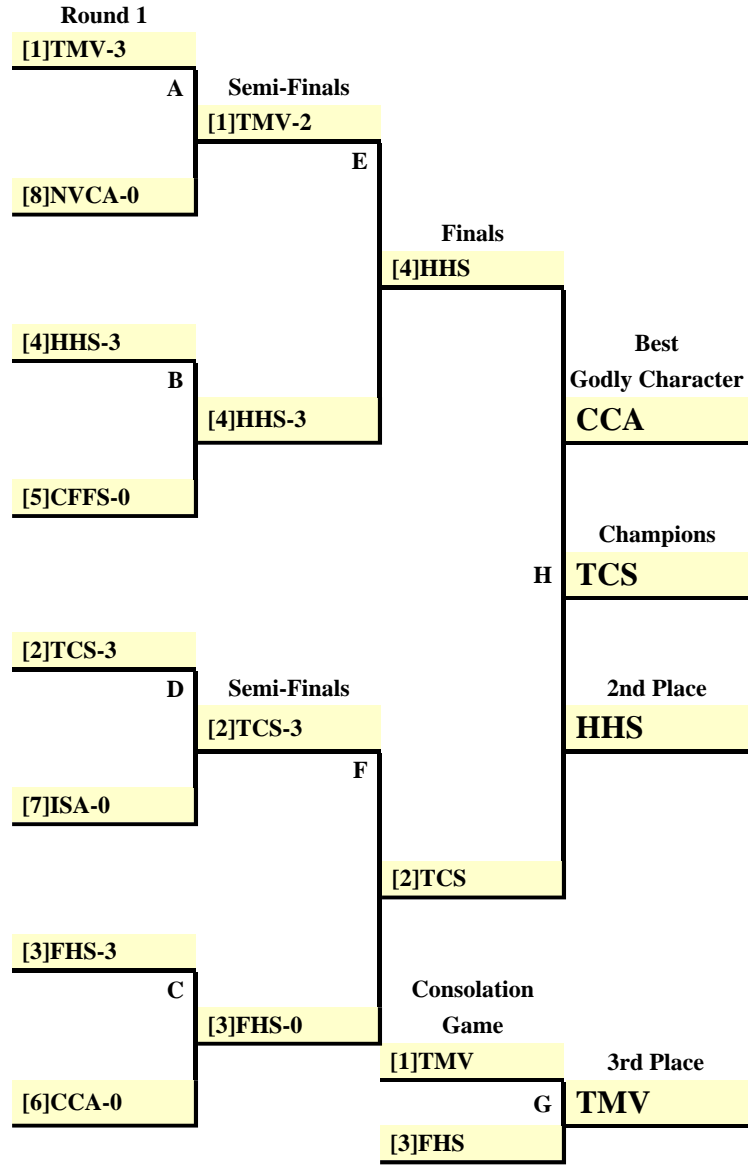 Round 1
[1]TMV-3
A
Semi-Finals
[1]TMV-2
E
[8]NVCA-0
Finals
[4]HHS
[4]HHS-3
Best
B
Godly Character
[4]HHS-3
CCA
[5]CFFS-0
Champions
H
TCS
[2]TCS-3
D
Semi-Finals
2nd Place
[2]TCS-3
HHS
F
[7]ISA-0
[2]TCS
[3]FHS-3
C
Consolation
[3]FHS-0
Game
[1]TMV
3rd Place
[6]CCA-0
G
TMV
[3]FHS